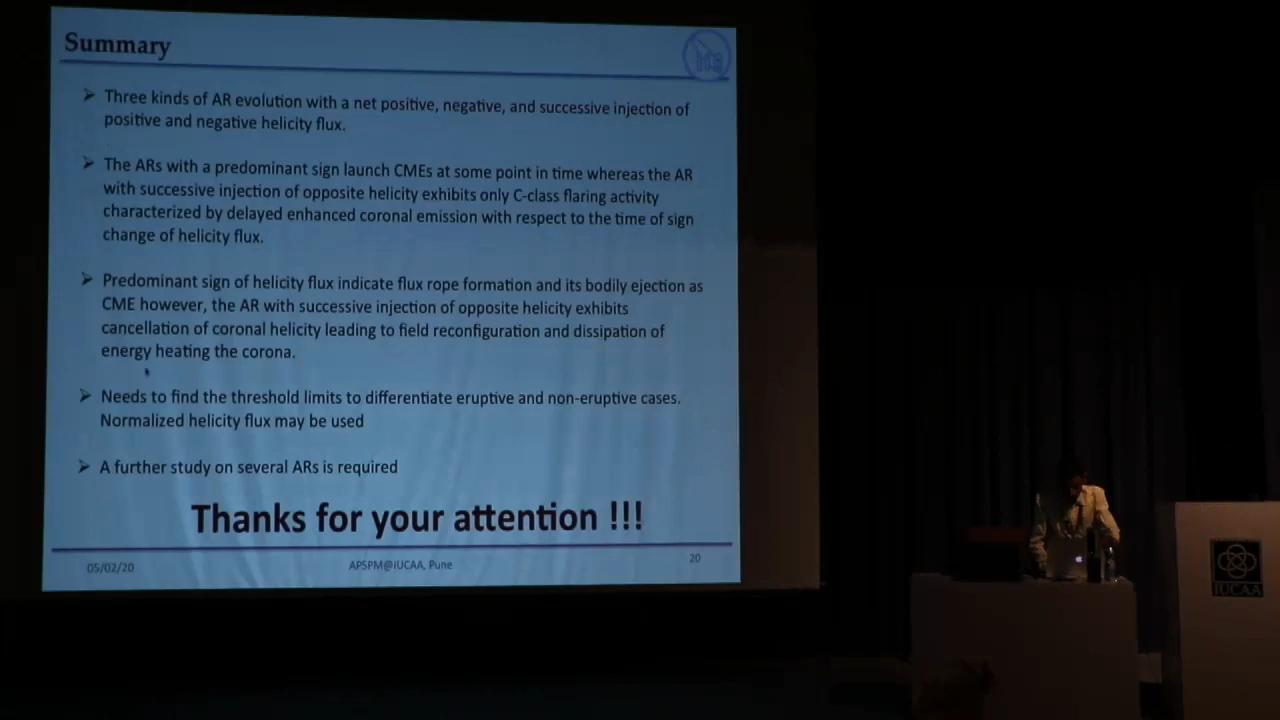 Summary
➢ Three kinds of AR evolution with a net positive, negative, and successive injection of
positive and negative helicity flux.
➢ The ARs with a predominant sign launch CMEs at some point in time whereas the AR
with successive injection of opposite helicity exhibits only C-class flaring activity
characterized by delayed enhanced coronal emission with respect to the time of sign
change of helicity flux.
➢ Predominant sign of helicity flux indicate flux rope formation and its bodily ejection as
CME however, the AR with successive injection of opposite helicity exhibits
cancellation of coronal helicity leading to field reconfiguration and dissipation of
energy heating the corona.
➢ Needs to find the threshold limits to differentiate eruptive and non-eruptive cases.
Normalized helicity flux may be used
➢ A further study on several ARs is required
Thanks for your attention !!!
05/02/20
APSPM@IUCAA, Pune
20
IUCAA